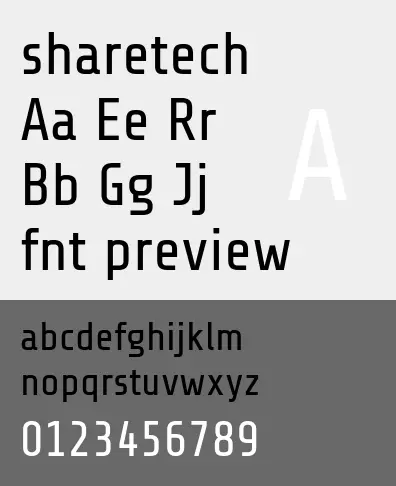 sharetech
Aa Ee Rr
A
Bb Gg Jj
fnt preview
abcdefghijklm
nopqrstuvwxyz
0123456789